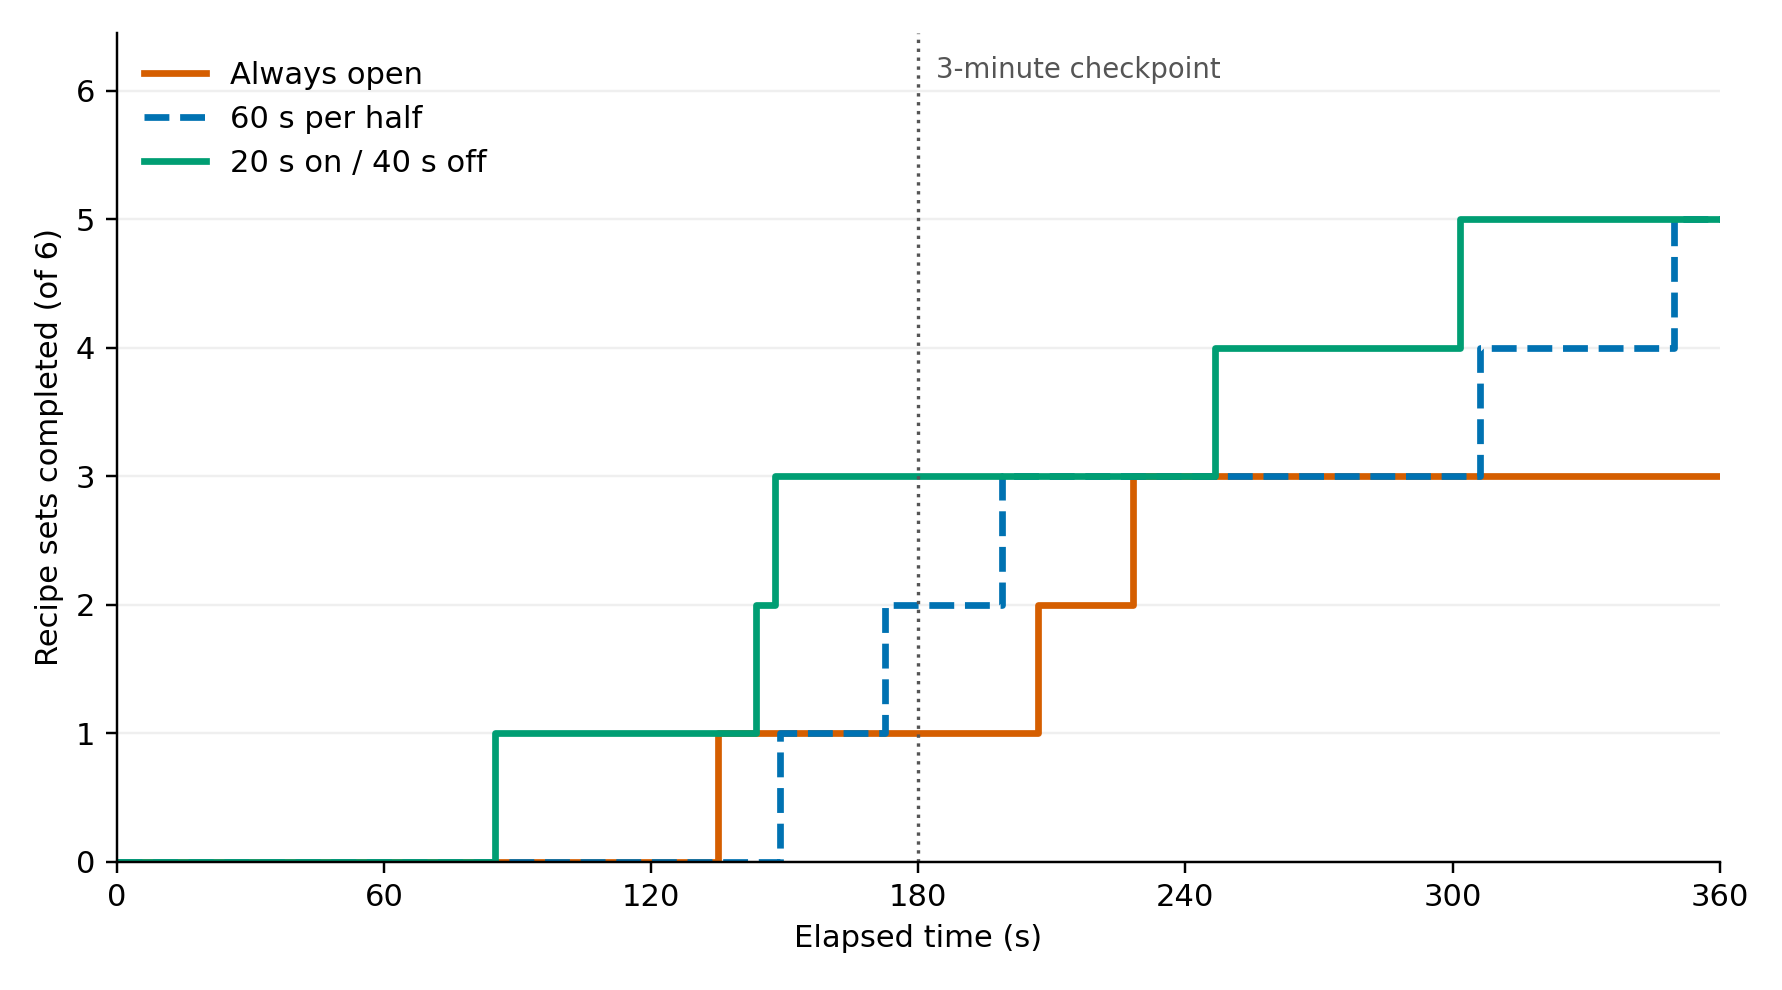 Always open
60 s per half
20 s on / 40 s off
3-minute checkpoint
Recipe sets completed (of 6)
6
5
4
3
2
1
0
0 60 120 180 240 300 360
Elapsed time (s)